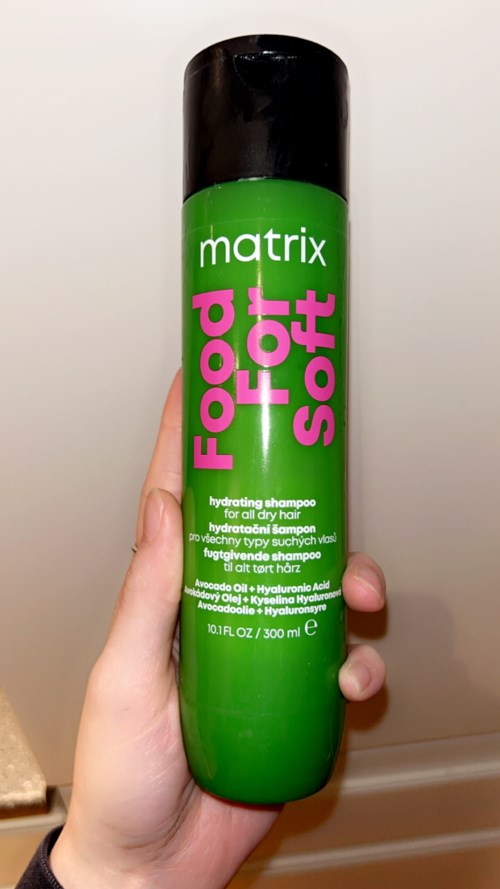 matrix
Food
For
Soft
hydrating shampoo
for all dry hair
hydratační šampon
pro všechny typy suchých vlasů
fugtgivende shampoo
til alt tørt hårz
Avocado Oil + Hyaluronic Acid
Avokádový Olej + Kyselina Hyaluronová
Avocadoolie + Hyaluronsyre
10.1 FL OZ / 300 ml ℮